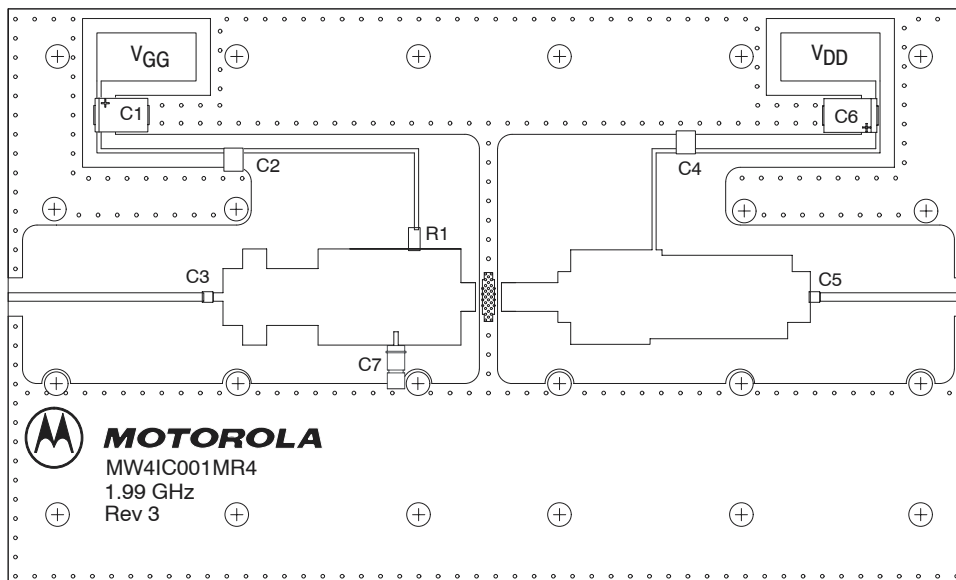 VGG
VDD
+
C1
C6
+
C2
C4
R1
C3
C5
C7
MOTOROLA
MW4IC001MR4
1.99 GHz
Rev 3